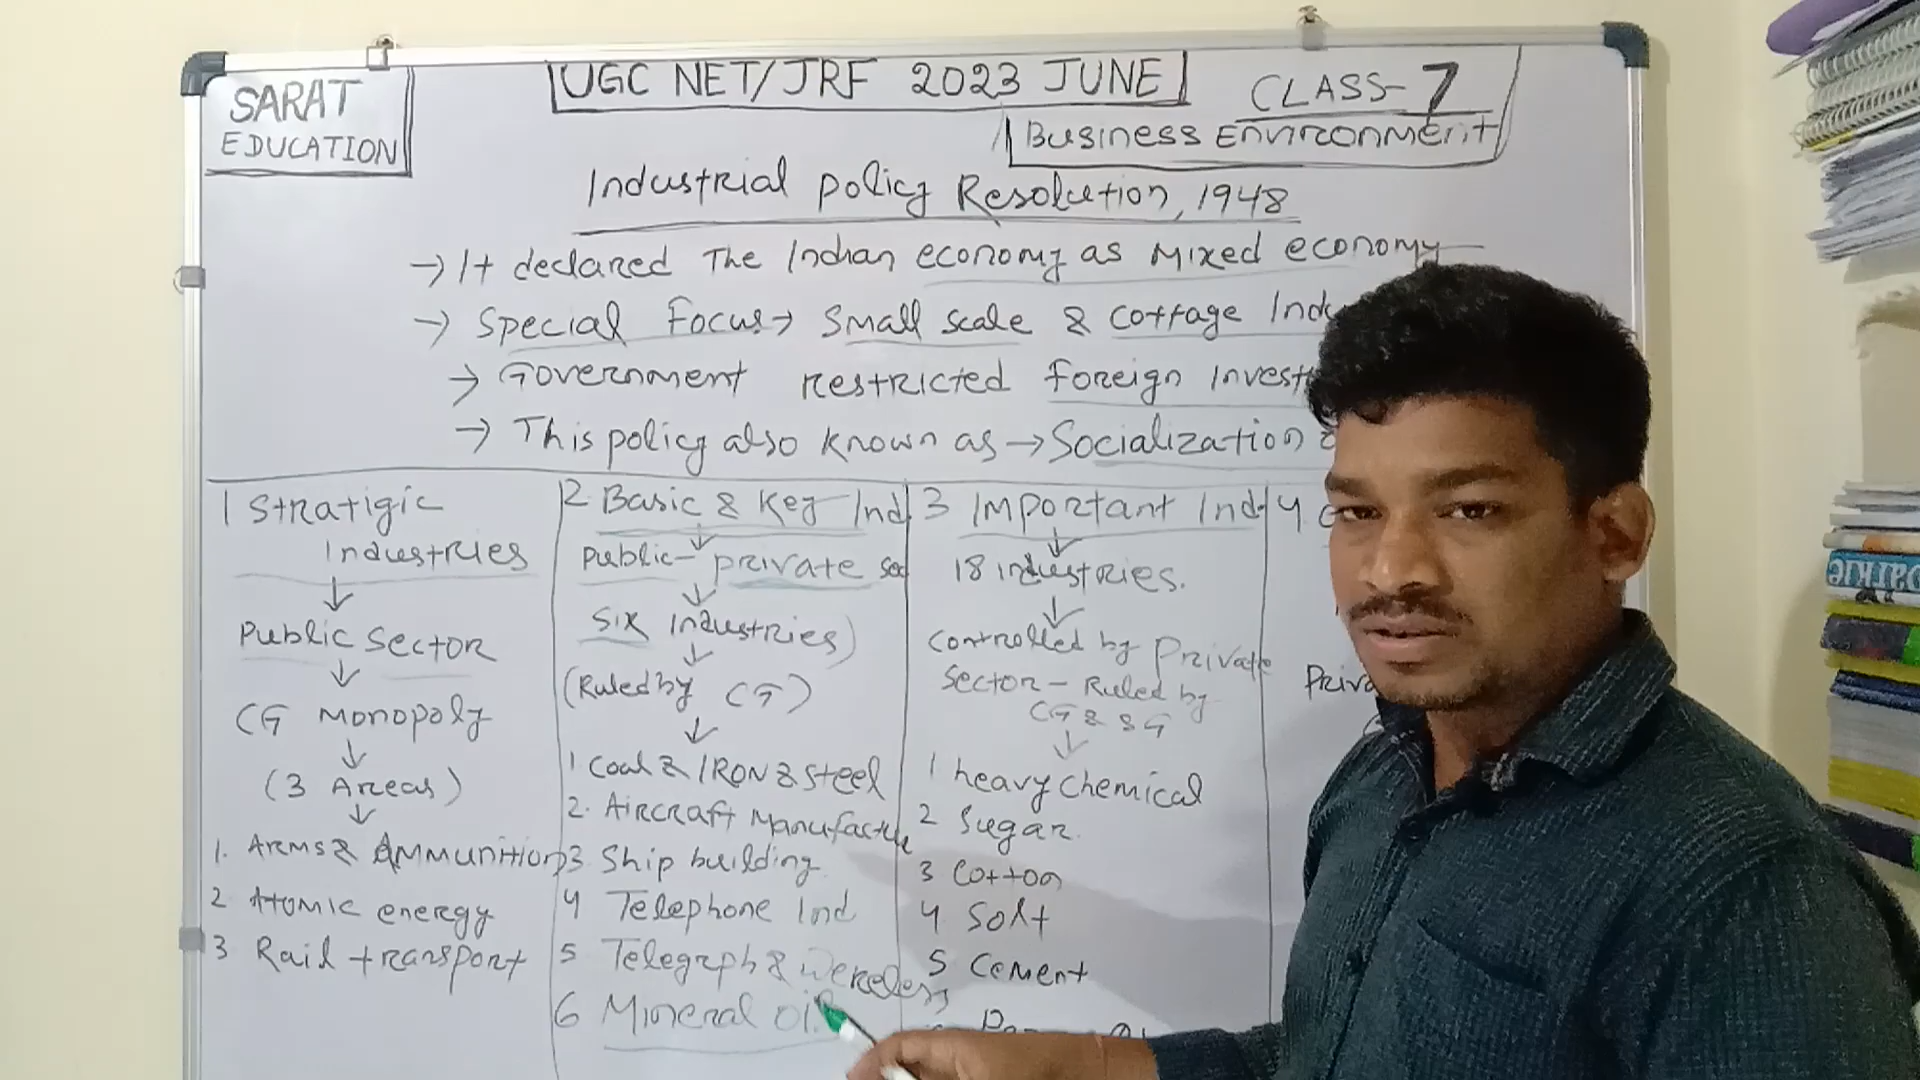 SARAT
EDUCATION
UGC NET/JRF 2023 JUNE
CLASS-7
BUSINESS ENVIRONMENT
Industrial policy Resolution, 1948
→ It declared The Indian economy as Mixed economy
→ Special Focus → Small scale & cottage
→ Government restricted foreign
→ This policy also known as → Socialization
1 Stratigic
Industries
↓
Public Sector
↓
CG Monopoly
↓
(3 Areas)
↓
1. Arms & Ammunition
2 Atomic energy
3 Rail transport
2 Basic & Key Ind
↓
Public - private sec
↓
Six Industries)
↓
(Ruled by CG)
↓
1 Coal & IRON & Steel
2. Aircraft Manufacture
3 Ship building
4 Telephone Ind
5 Telegraph & Wereless
6 Mineral oil
3 Important Ind
↓
18 industries.
↓
controlled by Private
Sector - Ruled by
CG & SG
↓
1 heavy chemical
2 Sugar.
3 Cotton
4 Solt
5 Cement
4